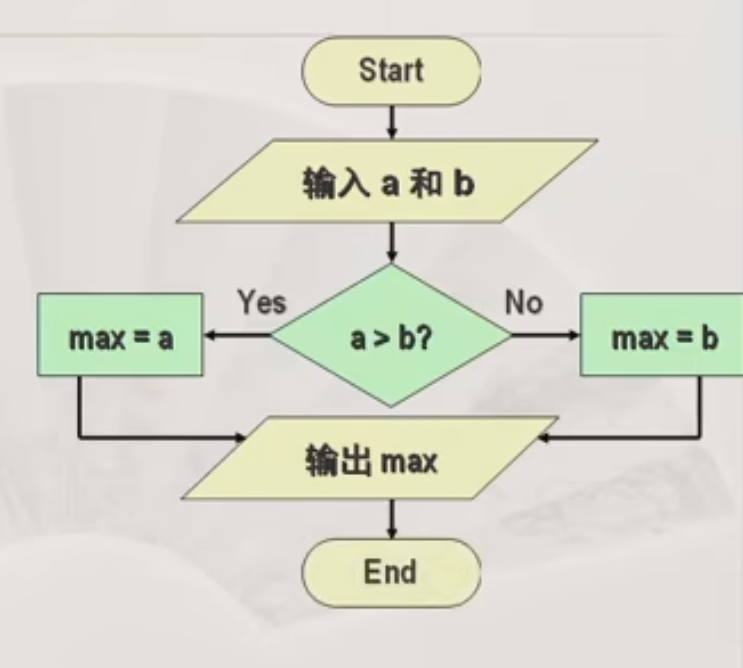 Start
输入 a 和 b
Yes
No
max = a
a > b?
max = b
输出 max
End